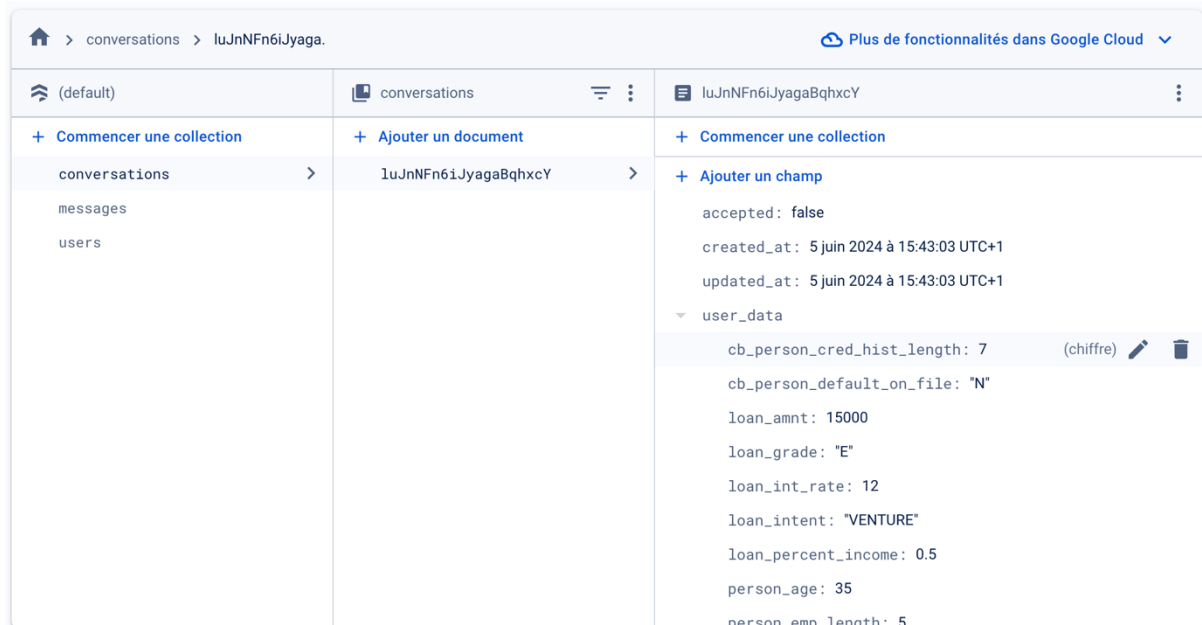 conversations > luJnNFn6iJyaga.
Plus de fonctionnalités dans Google Cloud
(default)
conversations
luJnNFn6iJyagaBqhxcY
+ Commencer une collection
+ Ajouter un document
+ Commencer une collection
conversations
luJnNFn6iJyagaBqhxcY
+ Ajouter un champ
messages
users
accepted: false
created_at: 5 juin 2024 à 15:43:03 UTC+1
updated_at: 5 juin 2024 à 15:43:03 UTC+1
user_data
cb_person_cred_hist_length: 7 (chiffre)
cb_person_default_on_file: "N"
loan_amnt: 15000
loan_grade: "E"
loan_int_rate: 12
loan_intent: "VENTURE"
loan_percent_income: 0.5
person_age: 35
person_emp_length: 5